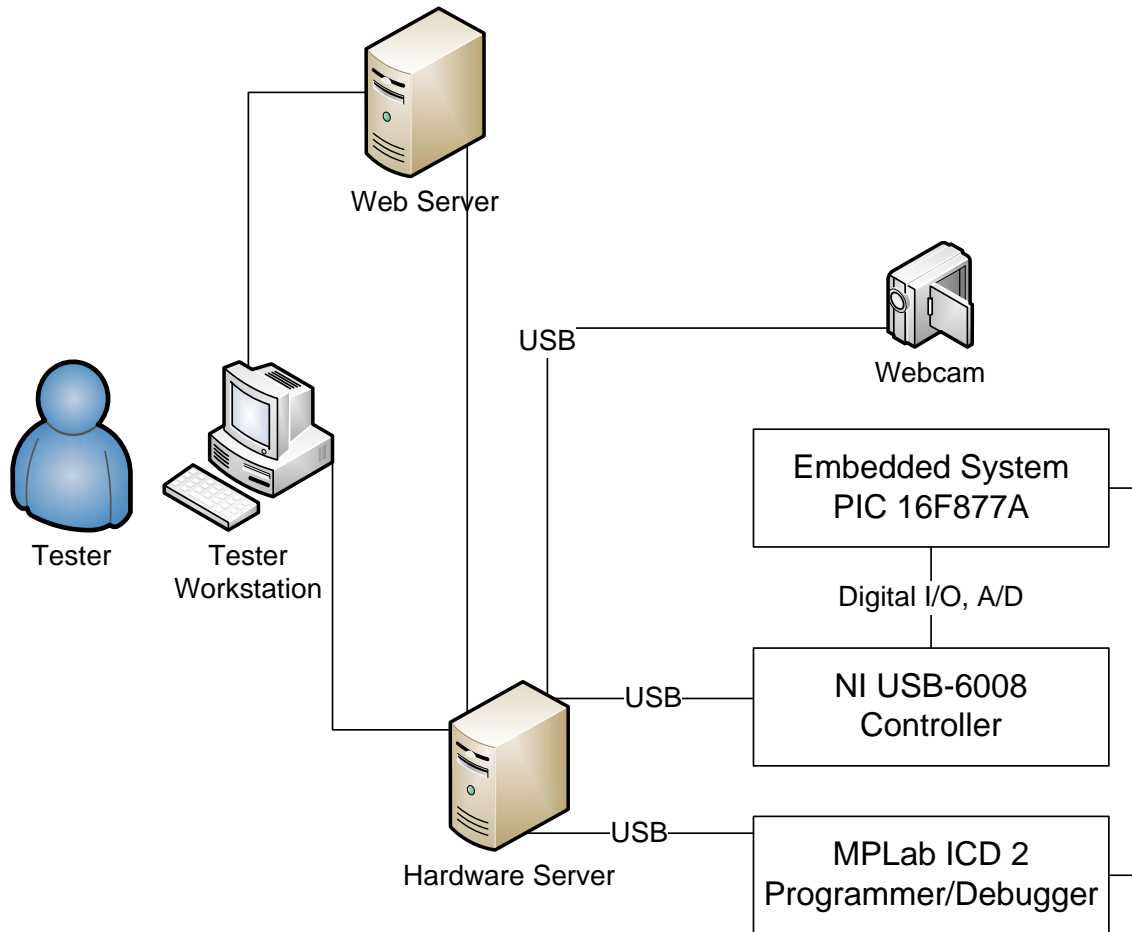 Web Server
USB
Webcam
Tester
Tester
Workstation
Embedded System
PIC 16F877A
Digital I/O, A/D
USB
NI USB-6008
Controller
Hardware Server
USB
MPLab ICD 2
Programmer/Debugger